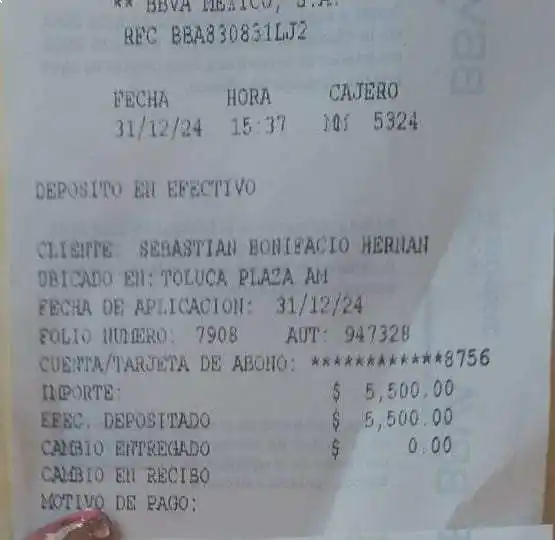 ** BBVA MEXICO, S.A.
RFC BBA830831LJ2
FECHA HORA CAJERO
31/12/24 15:37 5324
DEPOSITO EN EFECTIVO
CLIENTE: SEBASTIAN BONIFACIO HERNAN
UBICADO EN: TOLUCA PLAZA AM
FECHA DE APLICACION: 31/12/24
FOLIO NUMERO: 7908 AUT: 947328
CUENTA/TARJETA DE ABONO: ************8756
IMPORTE: $ 5,500.00
EFEC. DEPOSITADO $ 5,500.00
CAMBIO ENTREGADO $ 0.00
CAMBIO EN RECIBO
MOTIVO DE PAGO: